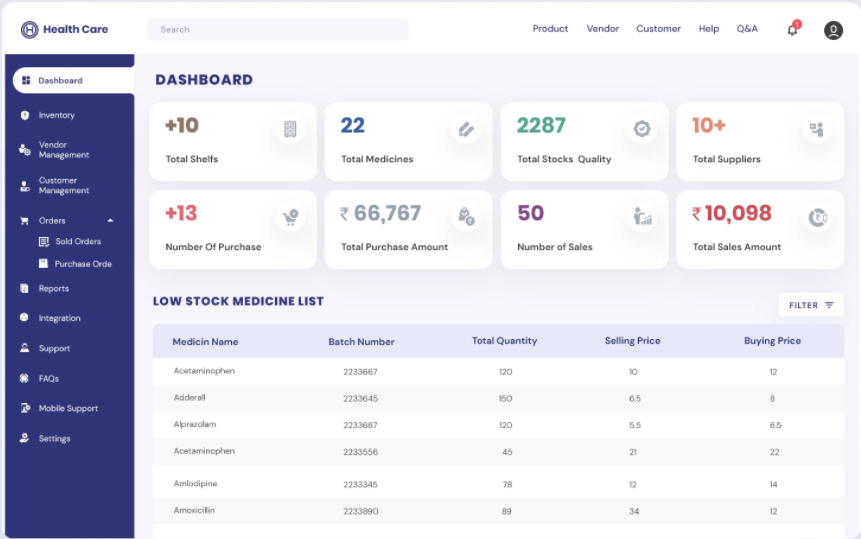 Health Care
Search
Product Vendor Customer Help Q&A
1
Dashboard
Inventory
Vendor
Management
Customer
Management
Orders
Sold Orders
Purchase Orde
Reports
Integration
Support
FAQs
Mobile Support
Settings
DASHBOARD
+10
Total Shelfs
22
Total Medicines
2287
Total Stocks Quality
10+
Total Suppliers
+13
Number Of Purchase
₹ 66,767
Total Purchase Amount
50
Number of Sales
₹ 10,098
Total Sales Amount
LOW STOCK MEDICINE LIST
FILTER
Medicin Name Batch Number Total Quantity Selling Price Buying Price
Acetaminophen 2233667 120 10 12
Adderall 2233645 150 6.5 8
Alprazolam 2233667 120 5.5 6.5
Acetaminophen 2233556 45 21 22
Amlodipine 2233345 78 12 14
Amoxicillin 2233890 89 34 12